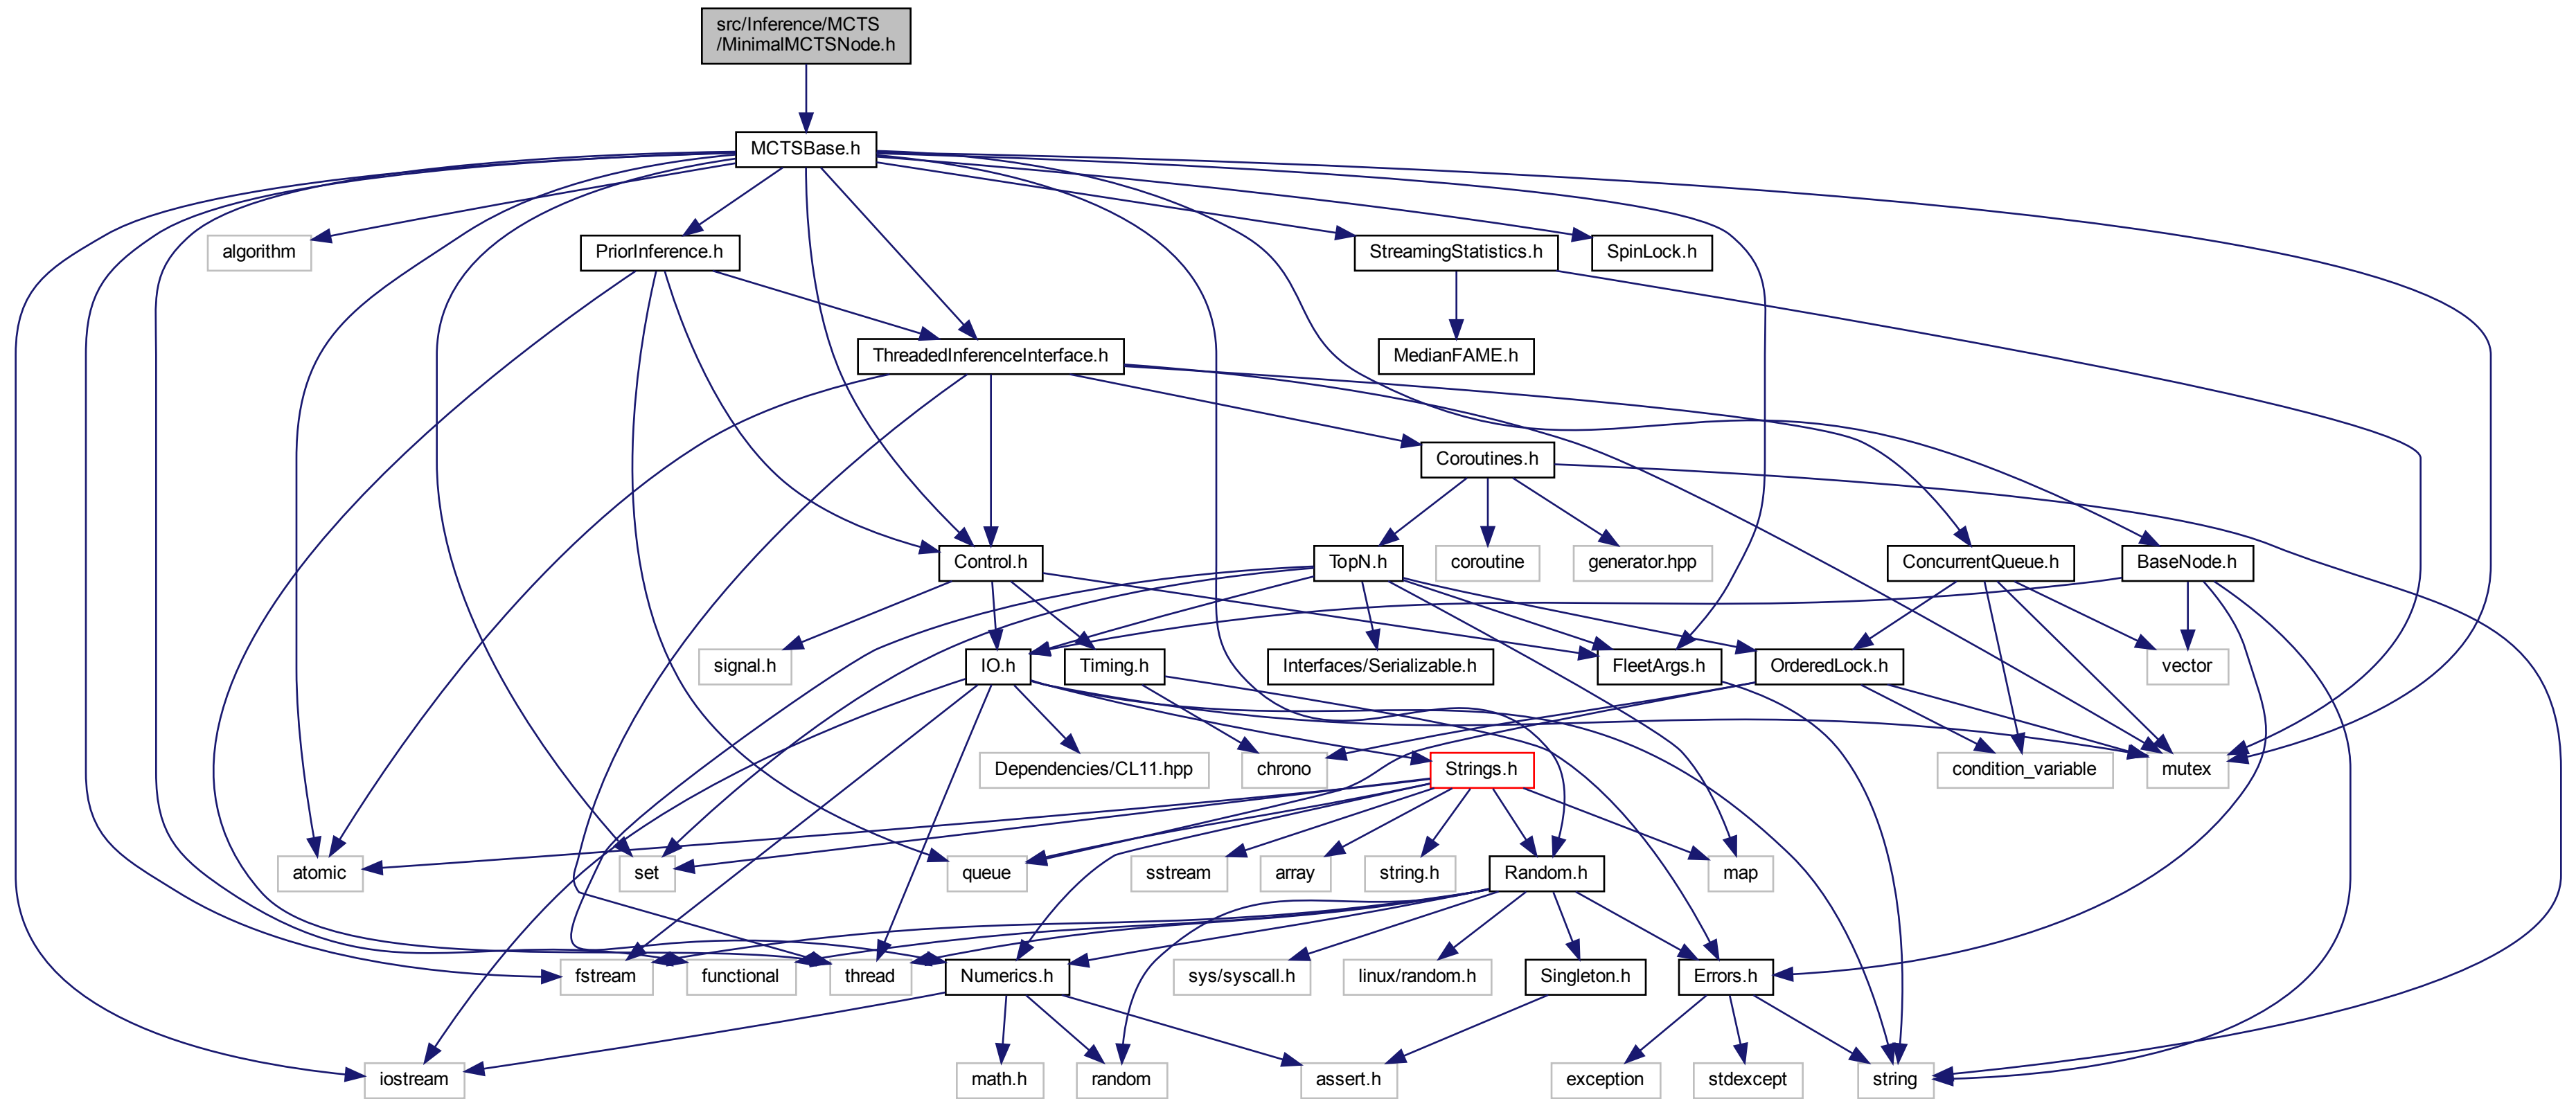 src/Inference/MCTS
/MinimalMCTSNode.h
MCTSBase.h
algorithm
PriorInference.h
StreamingStatistics.h
SpinLock.h
ThreadedInferenceInterface.h
MedianFAME.h
Coroutines.h
Control.h
TopN.h
coroutine
generator.hpp
ConcurrentQueue.h
BaseNode.h
signal.h
IO.h
Timing.h
Interfaces/Serializable.h
FleetArgs.h
OrderedLock.h
vector
Dependencies/CL11.hpp
chrono
Strings.h
condition_variable
mutex
atomic
set
queue
sstream
array
string.h
Random.h
map
fstream
functional
thread
Numerics.h
sys/syscall.h
linux/random.h
Singleton.h
Errors.h
iostream
math.h
random
assert.h
exception
stdexcept
string